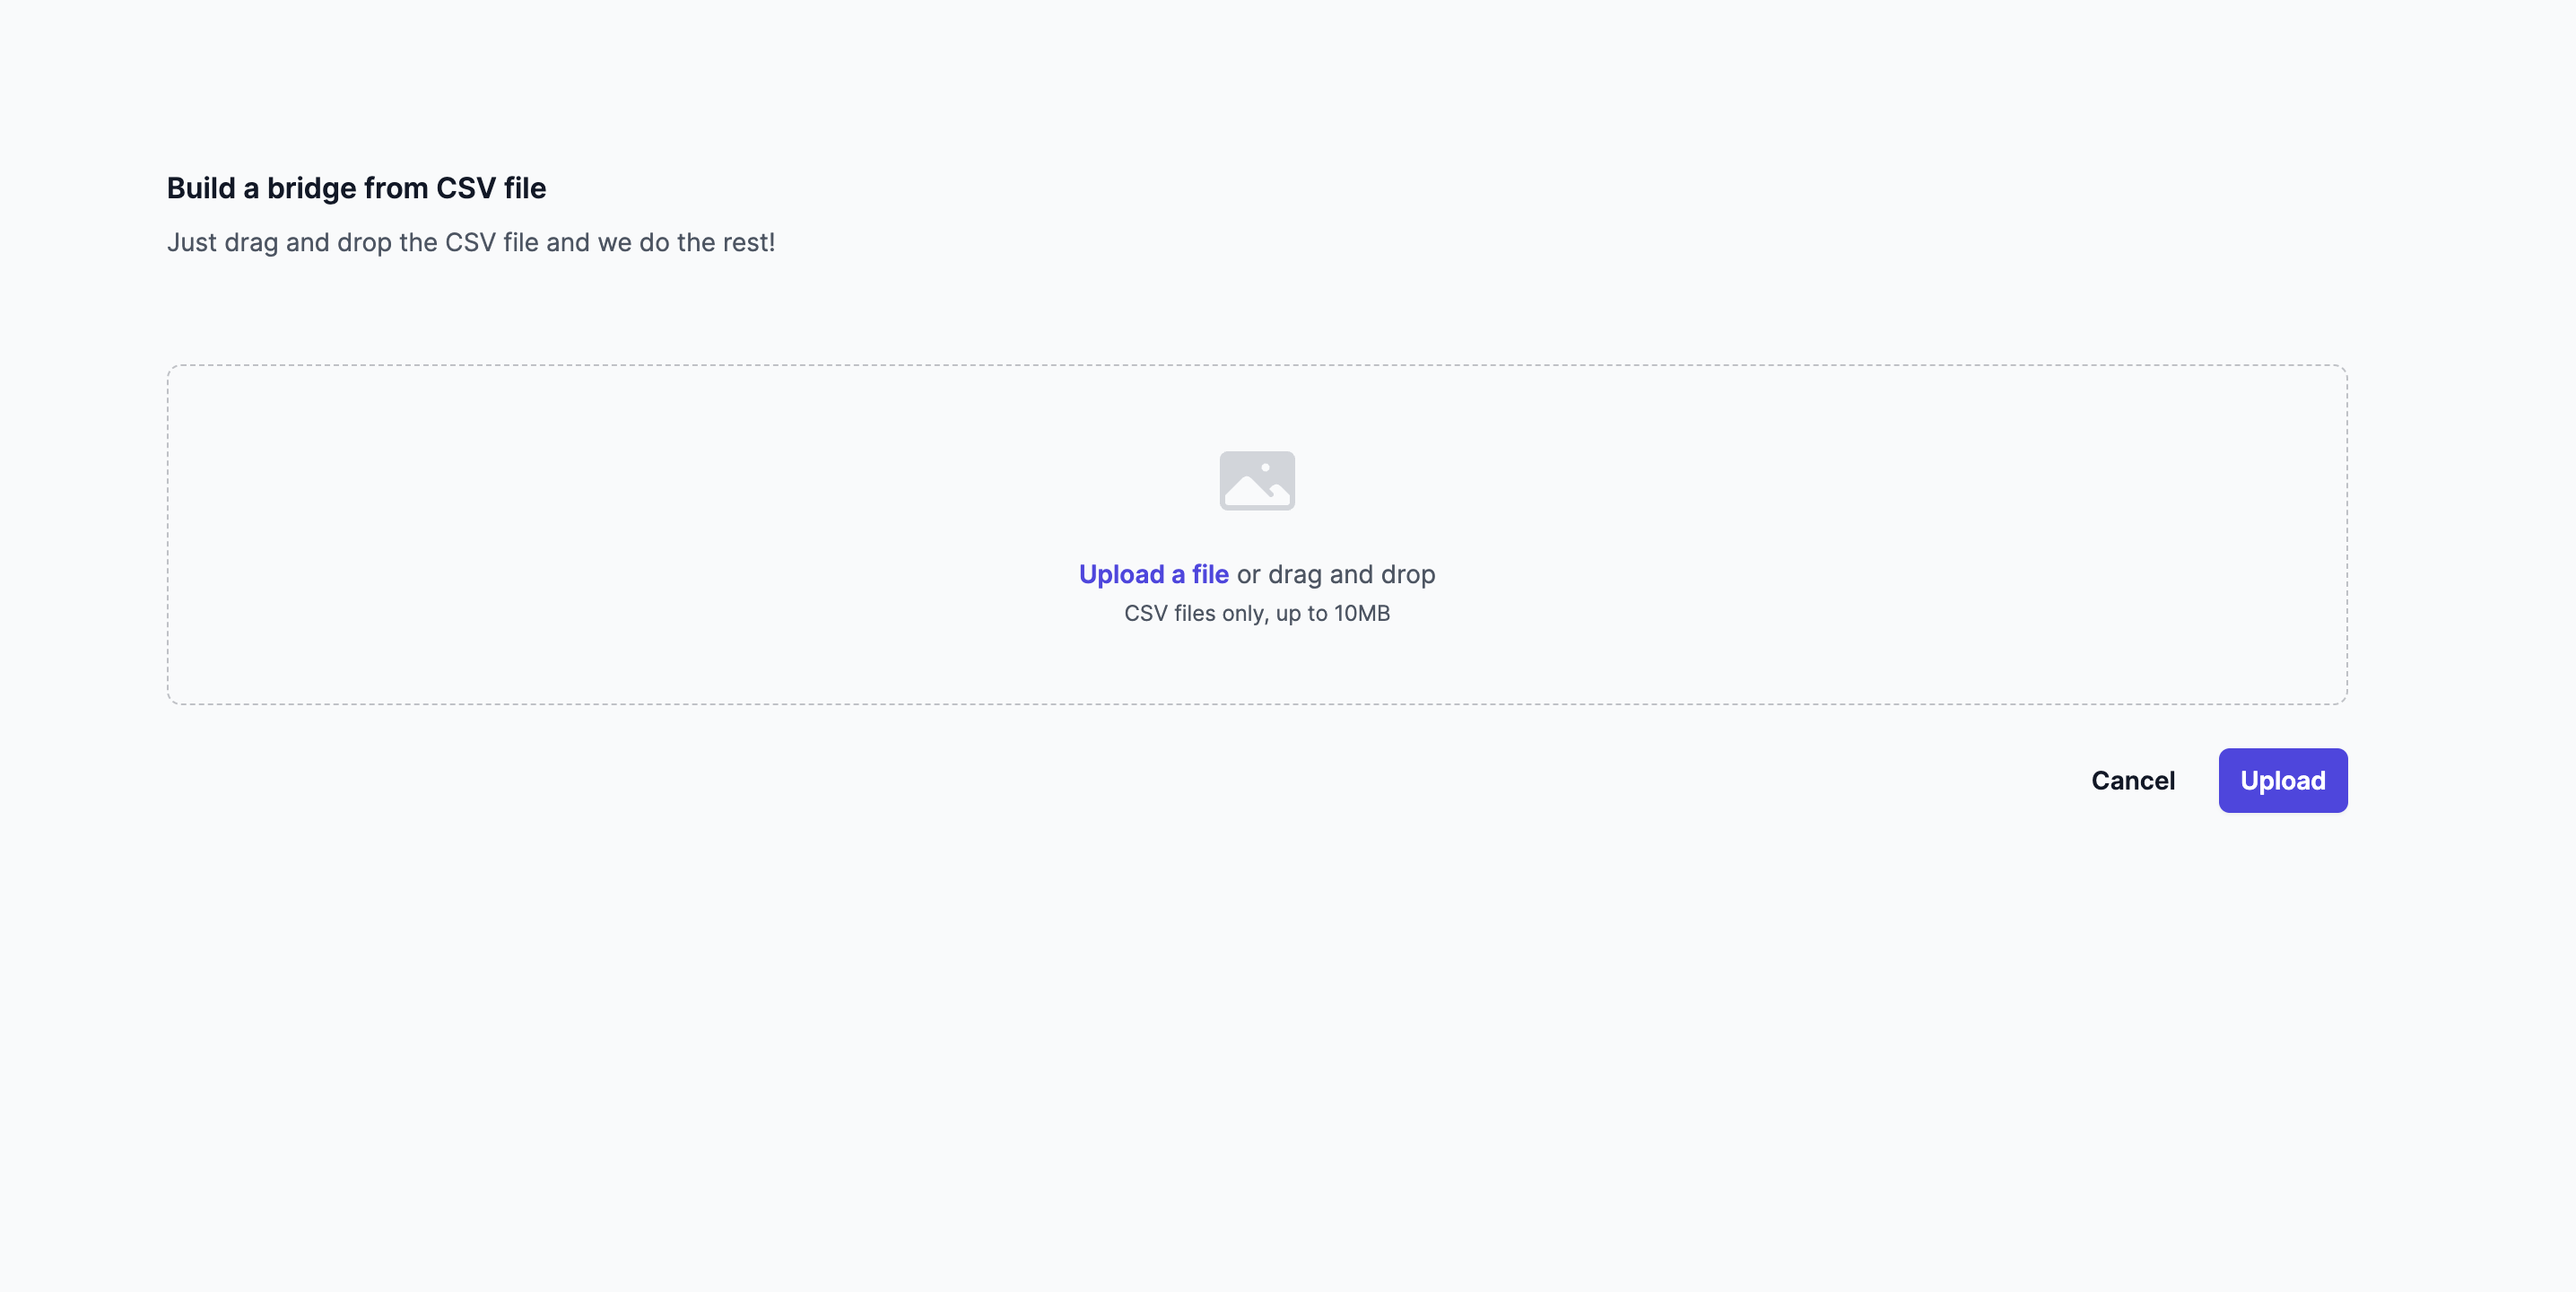 Build a bridge from CSV file
Just drag and drop the CSV file and we do the rest!
Upload a file or drag and drop
CSV files only, up to 10MB
Cancel Upload